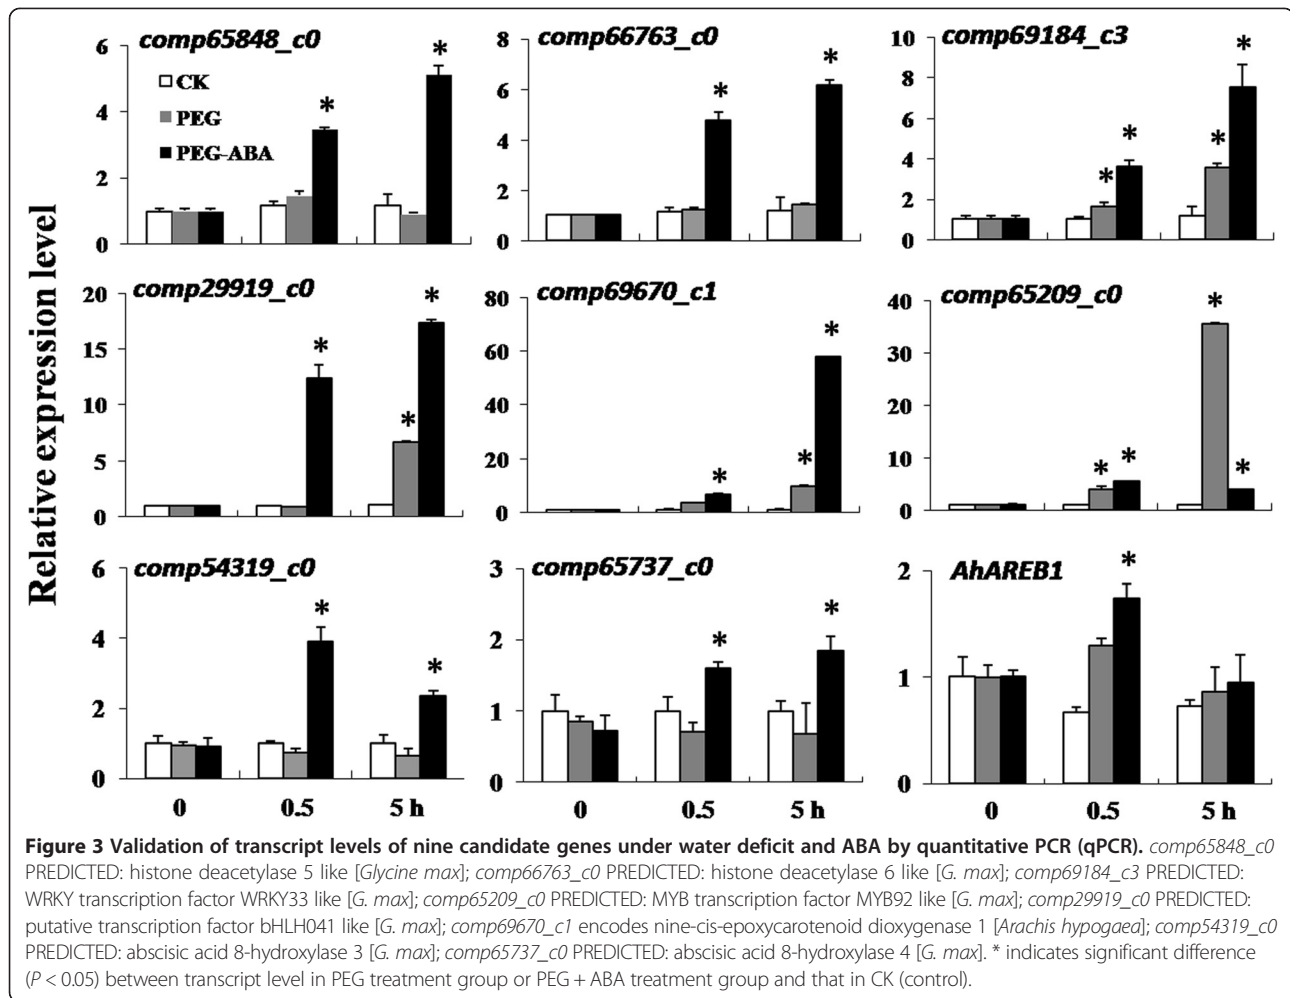 Relative expression level
comp65848_c0
6
4
2
0
CK
PEG
PEG-ABA
*
*
comp66763_c0
8
6
4
2
0
*
*
comp69184_c3
10
8
6
4
2
0
*
*
*
*
comp29919_c0
20
15
10
5
0
*
*
*
comp69670_c1
80
60
40
20
0
*
*
*
comp65209_c0
40
30
20
10
0
*
*
*
*
comp54319_c0
6
4
2
0
*
*
0 0.5 5 h
comp65737_c0
3
2
1
0
*
*
0 0.5 5 h
AhAREB1
2
1
0
*
0 0.5 5 h
Figure 3 Validation of transcript levels of nine candidate genes under water deficit and ABA by quantitative PCR (qPCR). comp65848_c0
PREDICTED: histone deacetylase 5 like [Glycine max]; comp66763_c0 PREDICTED: histone deacetylase 6 like [G. max]; comp69184_c3 PREDICTED:
WRKY transcription factor WRKY33 like [G. max]; comp65209_c0 PREDICTED: MYB transcription factor MYB92 like [G. max]; comp29919_c0 PREDICTED:
putative transcription factor bHLH041 like [G. max]; comp69670_c1 encodes nine-cis-epoxycarotenoid dioxygenase 1 [Arachis hypogaea]; comp54319_c0
PREDICTED: abscisic acid 8-hydroxylase 3 [G. max]; comp65737_c0 PREDICTED: abscisic acid 8-hydroxylase 4 [G. max]. * indicates significant difference
(P < 0.05) between transcript level in PEG treatment group or PEG + ABA treatment group and that in CK (control).